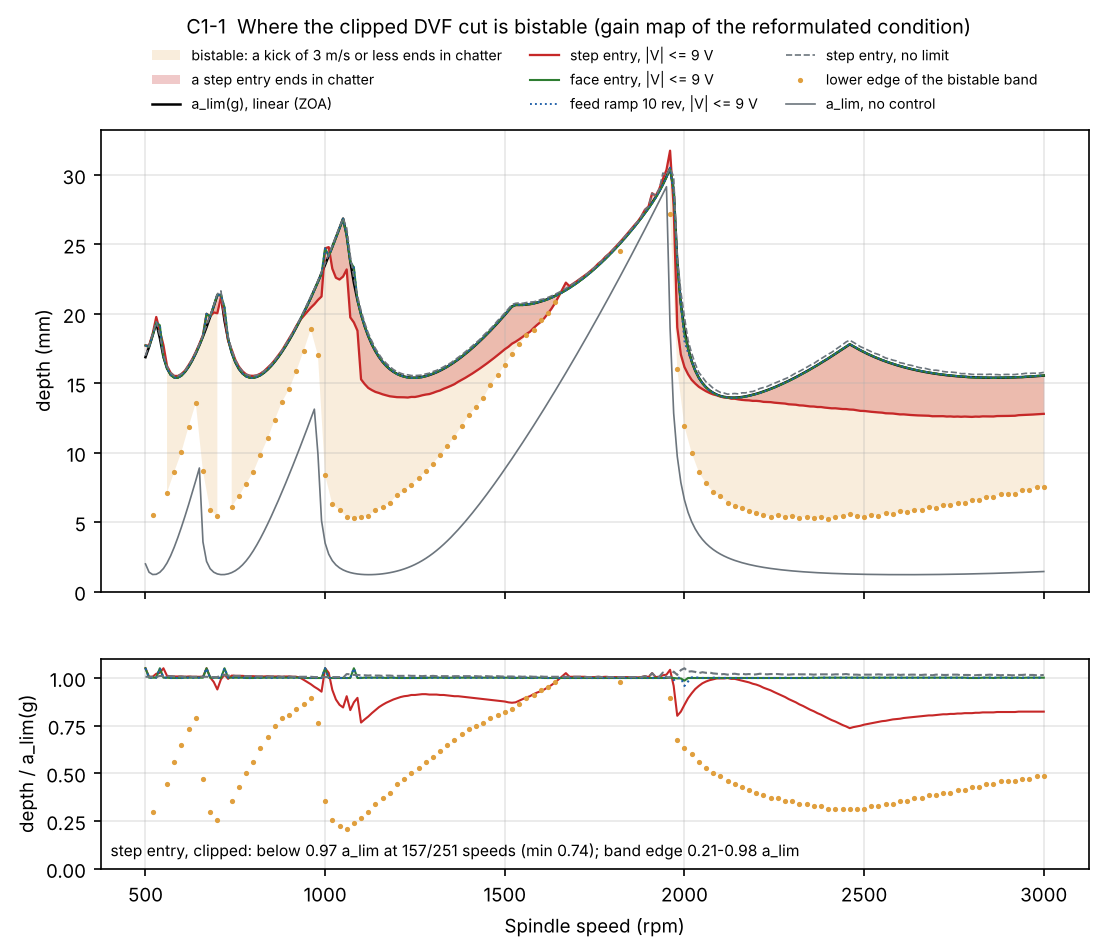 C1-1  Where the clipped DVF cut is bistable (gain map of the reformulated condition)
bistable: a kick of 3 m/s or less ends in chatter
a step entry ends in chatter
a_lim(g), linear (ZOA)
step entry, |V| <= 9 V
face entry, |V| <= 9 V
feed ramp 10 rev, |V| <= 9 V
step entry, no limit
lower edge of the bistable band
a_lim, no control
depth (mm)
30
25
20
15
10
5
0
depth / a_lim(g)
1.00
0.75
0.50
0.25
0.00
step entry, clipped: below 0.97 a_lim at 157/251 speeds (min 0.74); band edge 0.21-0.98 a_lim
500 1000 1500 2000 2500 3000
Spindle speed (rpm)